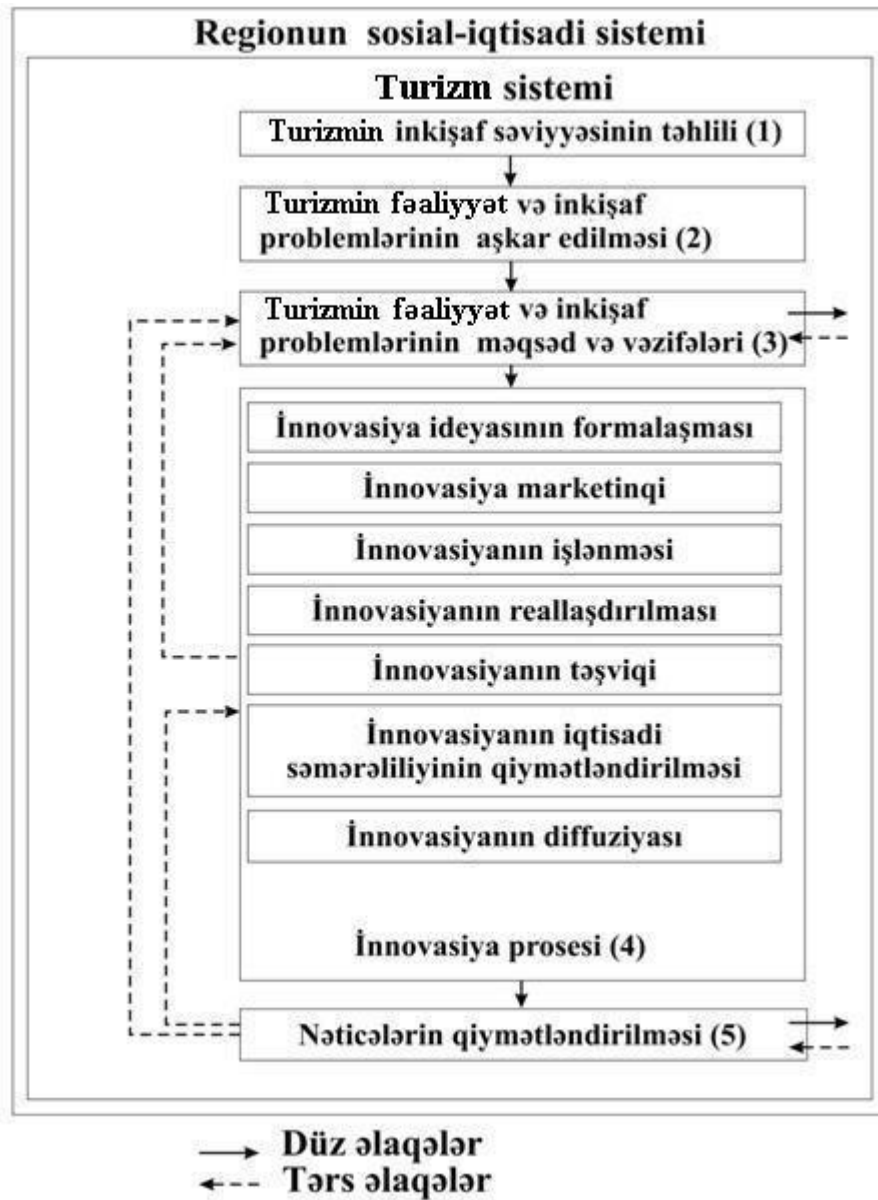 Regionun sosial-iqtisadi sistemi
Turizm sistemi
Turizmin inkişaf səviyyəsinin təhlili (1)
Turizmin fəaliyyət və inkişaf
problemlərinin aşkar edilməsi (2)
Turizmin fəaliyyət və inkişaf
problemlərinin məqsəd və vəzifələri (3)
İnnovasiya ideyasının formalaşması
İnnovasiya marketinqi
İnnovasiyanın işlənməsi
İnnovasiyanın reallaşdırılması
İnnovasiyanın təşviqi
İnnovasiyanın iqtisadi
səmərəliliyinin qiymətləndirilməsi
İnnovasiyanın diffuziyası
İnnovasiya prosesi (4)
Nəticələrin qiymətləndirilməsi (5)
Düz əlaqələr
Tərs əlaqələr